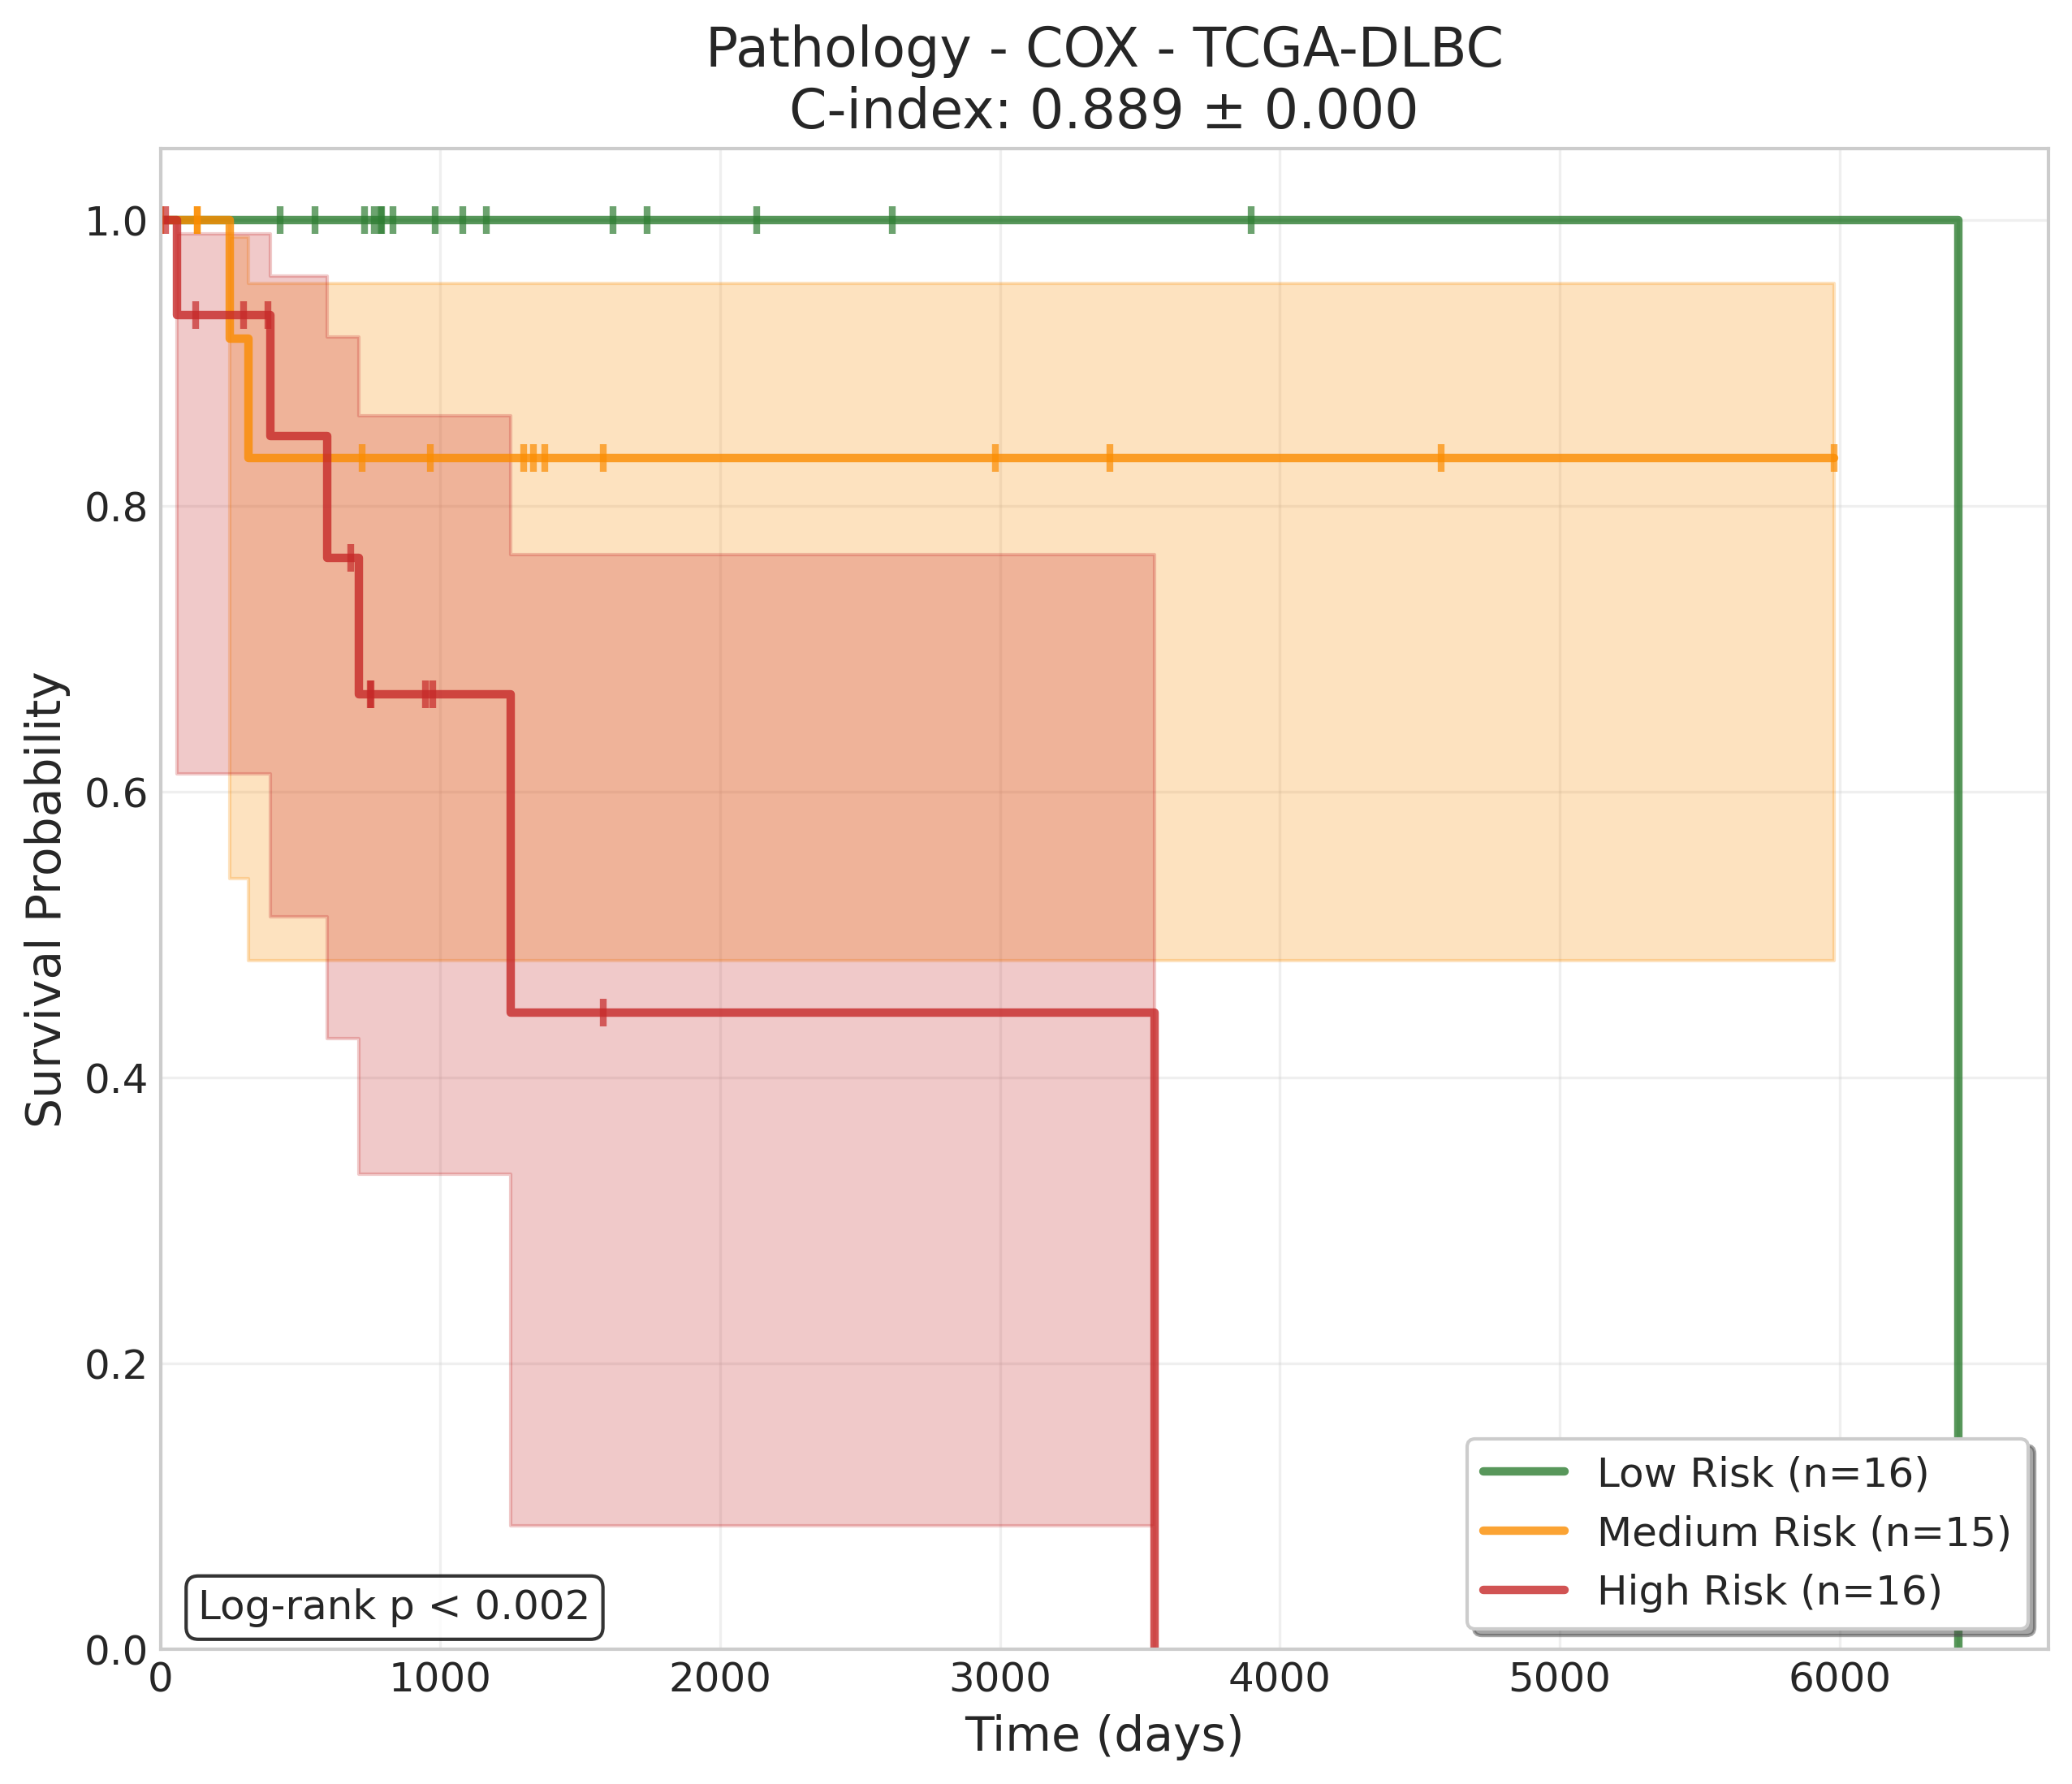 Pathology - COX - TCGA-DLBC
C-index: 0.889 ± 0.000
Survival Probability
1.0
0.8
0.6
0.4
0.2
0.0
Log-rank p < 0.002
Low Risk (n=16)
Medium Risk (n=15)
High Risk (n=16)
0 1000 2000 3000 4000 5000 6000
Time (days)